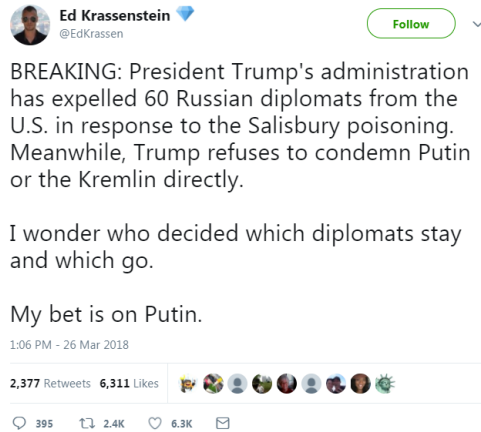 Ed Krassenstein
@EdKrassen
Follow
BREAKING: President Trump's administration
has expelled 60 Russian diplomats from the
U.S. in response to the Salisbury poisoning.
Meanwhile, Trump refuses to condemn Putin
or the Kremlin directly.
I wonder who decided which diplomats stay
and which go.
My bet is on Putin.
1:06 PM - 26 Mar 2018
2,377 Retweets 6,311 Likes
395 2.4K 6.3K